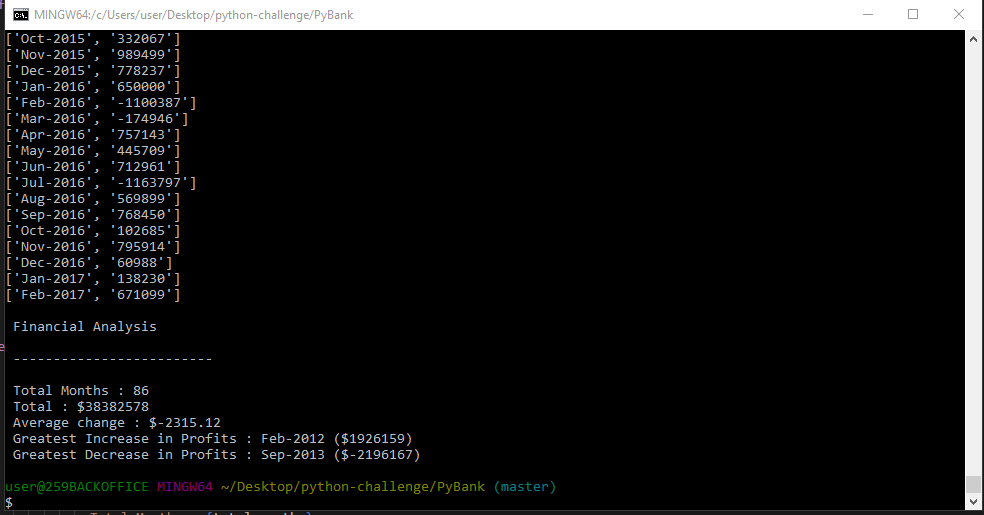 MINGW64:/c/Users/user/Desktop/python-challenge/PyBank
['Oct-2015', '332067']
['Nov-2015', '989499']
['Dec-2015', '778237']
['Jan-2016', '650000']
['Feb-2016', '-1100387']
['Mar-2016', '-174946']
['Apr-2016', '757143']
['May-2016', '445709']
['Jun-2016', '712961']
['Jul-2016', '-1163797']
['Aug-2016', '569899']
['Sep-2016', '768450']
['Oct-2016', '102685']
['Nov-2016', '795914']
['Dec-2016', '60988']
['Jan-2017', '138230']
['Feb-2017', '671099']
Financial Analysis
-------------------------
Total Months : 86
Total : $38382578
Average change : $-2315.12
Greatest Increase in Profits : Feb-2012 ($1926159)
Greatest Decrease in Profits : Sep-2013 ($-2196167)
user@259BACKOFFICE MINGW64 ~/Desktop/python-challenge/PyBank (master)
$